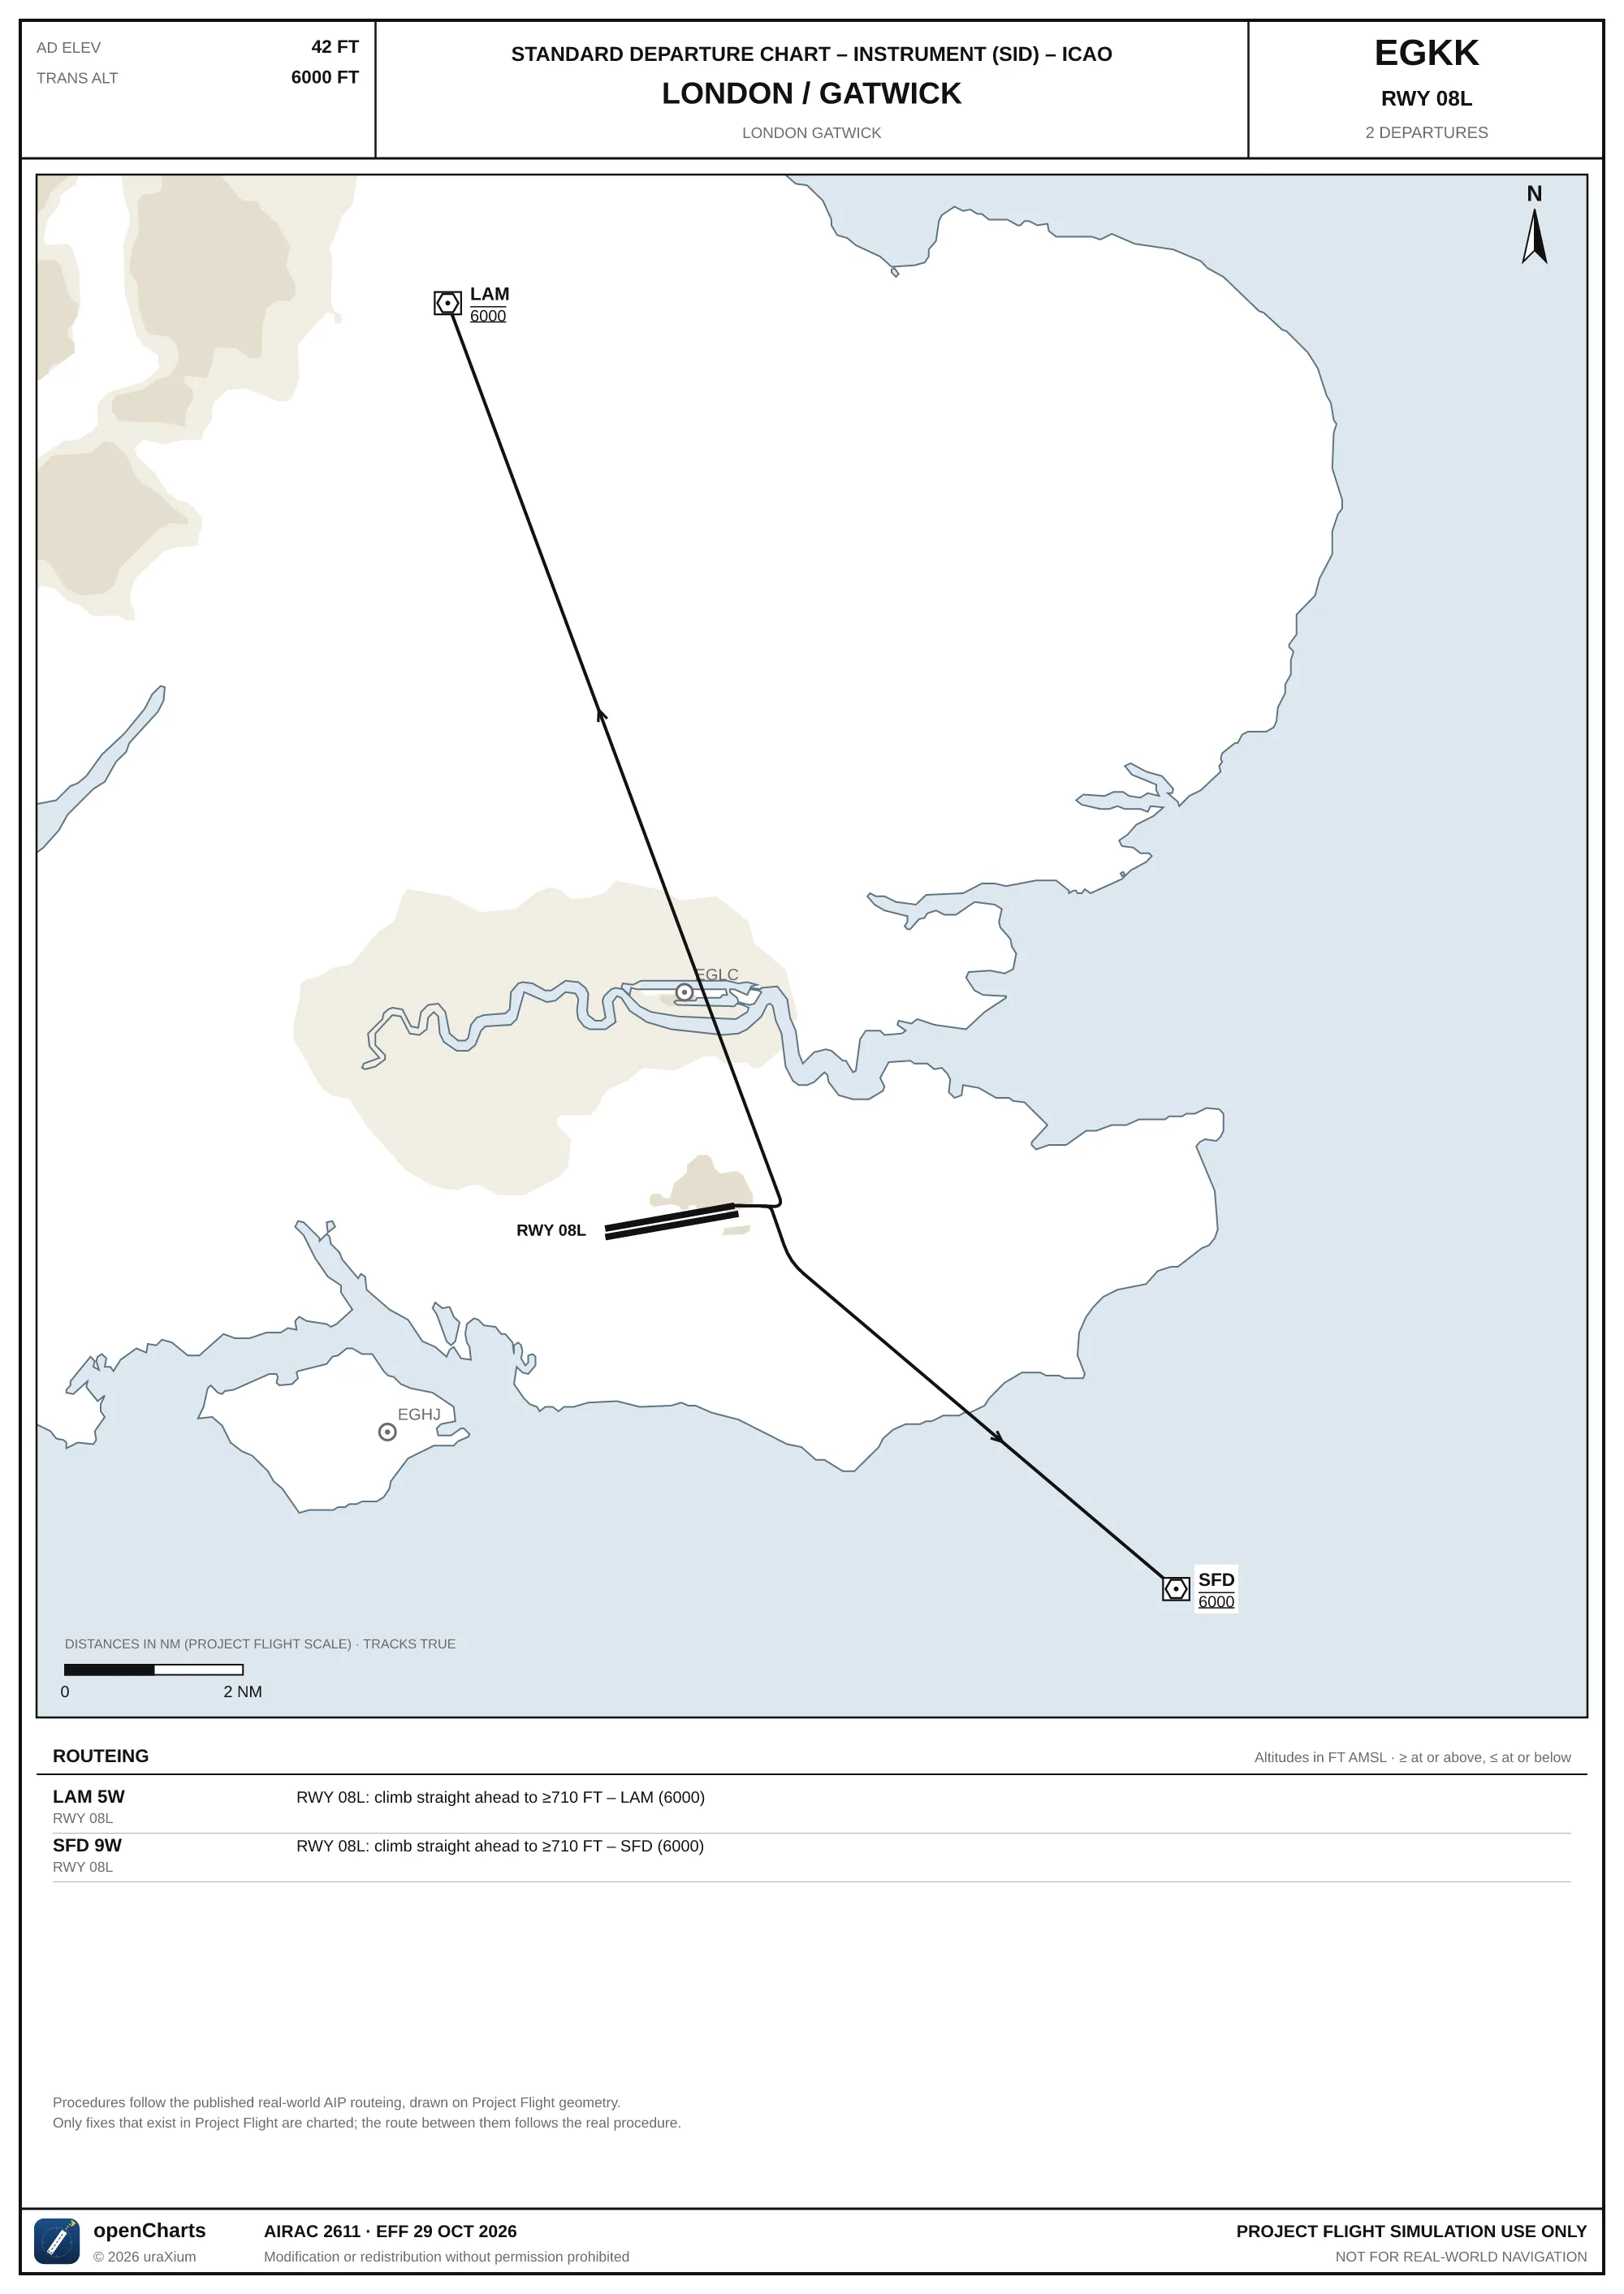 AD ELEV 42 FT
TRANS ALT 6000 FT
STANDARD DEPARTURE CHART – INSTRUMENT (SID) – ICAO
LONDON / GATWICK
LONDON GATWICK
EGKK
RWY 08L
2 DEPARTURES
N
LAM
6000
EGLC
RWY 08L
EGHJ
SFD
6000
DISTANCES IN NM (PROJECT FLIGHT SCALE) · TRACKS TRUE
0 2 NM
ROUTEING Altitudes in FT AMSL · ≥ at or above, ≤ at or below
LAM 5W RWY 08L: climb straight ahead to ≥710 FT – LAM (6000)
RWY 08L
SFD 9W RWY 08L: climb straight ahead to ≥710 FT – SFD (6000)
RWY 08L
Procedures follow the published real-world AIP routeing, drawn on Project Flight geometry.
Only fixes that exist in Project Flight are charted; the route between them follows the real procedure.
openCharts AIRAC 2611 · EFF 29 OCT 2026 PROJECT FLIGHT SIMULATION USE ONLY
© 2026 uraXium Modification or redistribution without permission prohibited NOT FOR REAL-WORLD NAVIGATION